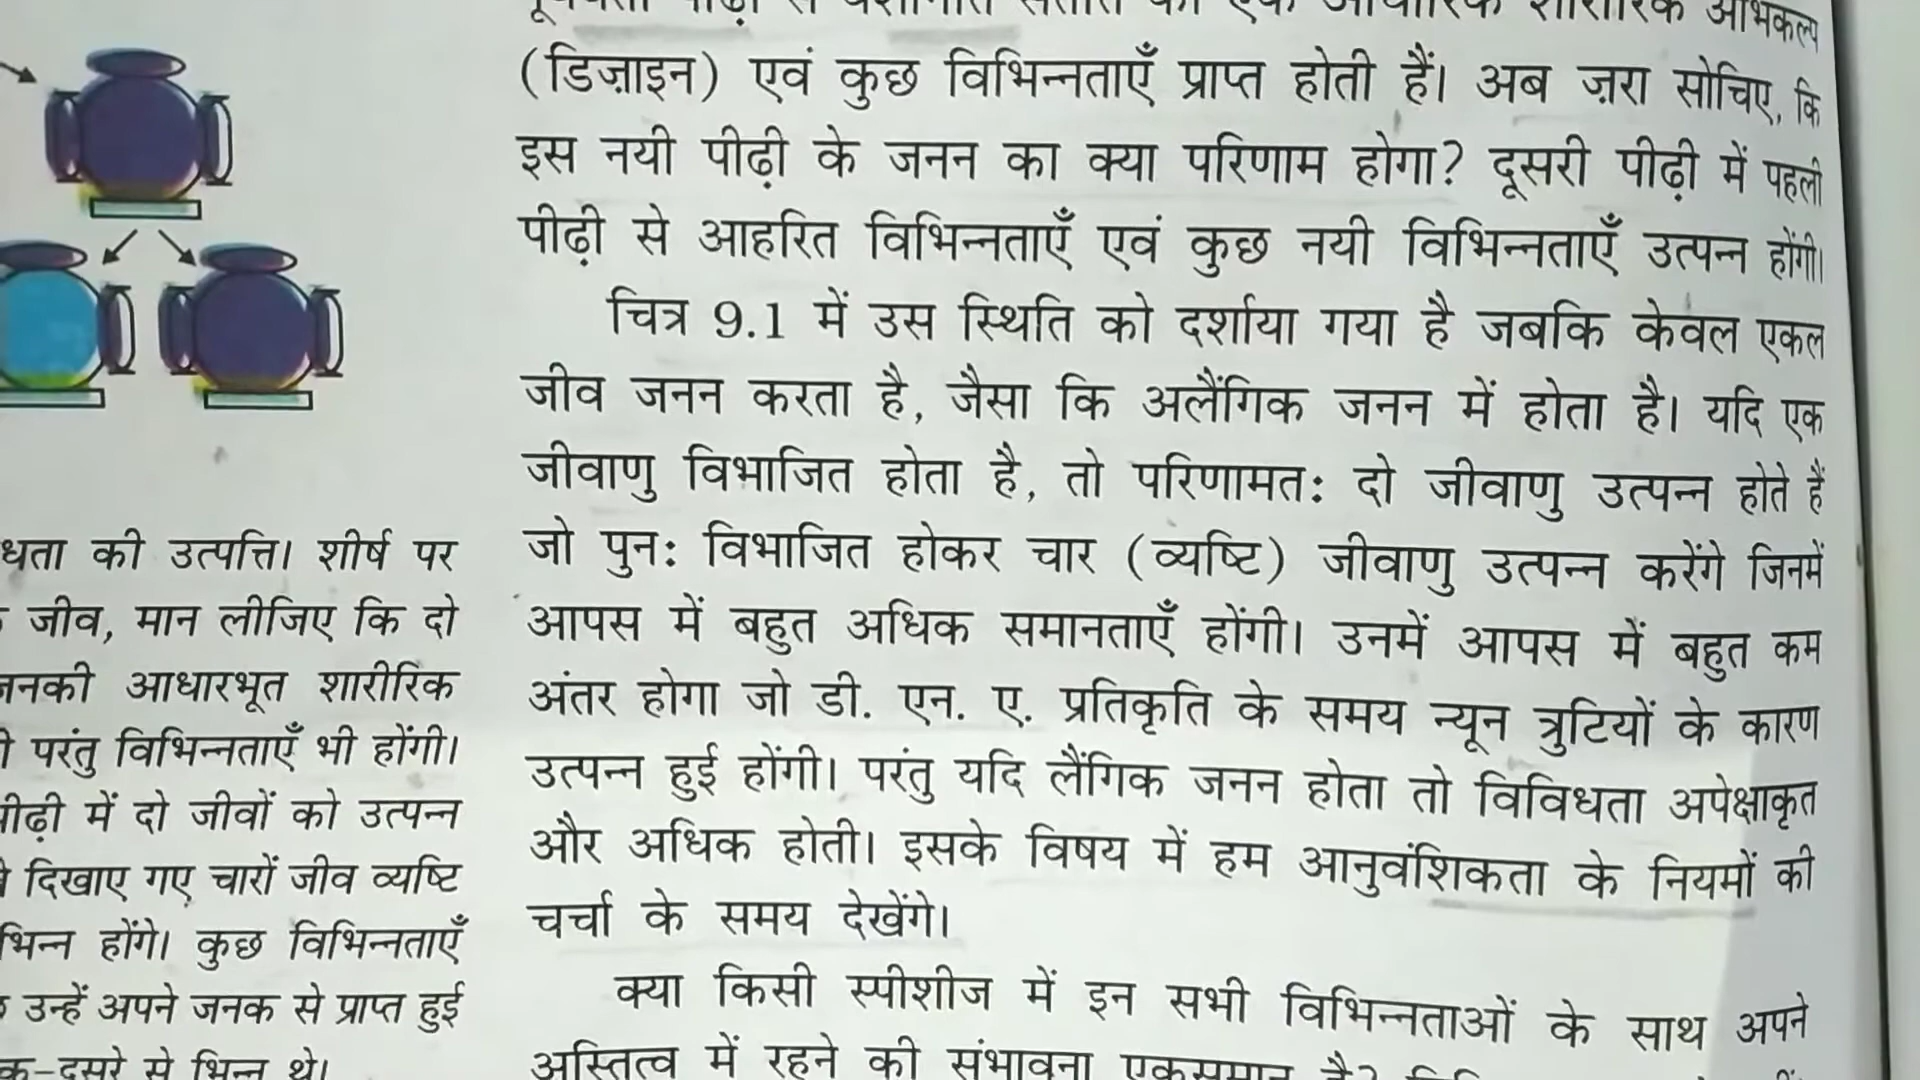 (डिज़ाइन) एवं कुछ विभिन्नताएँ प्राप्त होती हैं। अब ज़रा सोचिए, कि
इस नयी पीढ़ी के जनन का क्या परिणाम होगा? दूसरी पीढ़ी में पहली
पीढ़ी से आहरित विभिन्नताएँ एवं कुछ नयी विभिन्नताएँ उत्पन्न होंगी।
चित्र 9.1 में उस स्थिति को दर्शाया गया है जबकि केवल एकल
जीव जनन करता है, जैसा कि अलैंगिक जनन में होता है। यदि एक
जीवाणु विभाजित होता है, तो परिणामत: दो जीवाणु उत्पन्न होते हैं
जो पुन: विभाजित होकर चार (व्यष्टि) जीवाणु उत्पन्न करेंगे जिनमें
आपस में बहुत अधिक समानताएँ होंगी। उनमें आपस में बहुत कम
अंतर होगा जो डी. एन. ए. प्रतिकृति के समय न्यून त्रुटियों के कारण
उत्पन्न हुई होंगी। परंतु यदि लैंगिक जनन होता तो विविधता अपेक्षाकृत
और अधिक होती। इसके विषय में हम आनुवंशिकता के नियमों की
चर्चा के समय देखेंगे।
क्या किसी स्पीशीज में इन सभी विभिन्नताओं के साथ अपने
अस्तित्व में रहने की संभावना एकसमान है?
की उत्पत्ति। शीर्ष पर
जीव, मान लीजिए कि दो
आधारभूत शारीरिक
परंतु विभिन्नताएँ भी होंगी।
में दो जीवों को उत्पन्न
दिखाए गए चारों जीव व्यष्टि
होंगे। कुछ विभिन्नताएँ
उन्हें अपने जनक से प्राप्त हुई
से भिन्न थे।